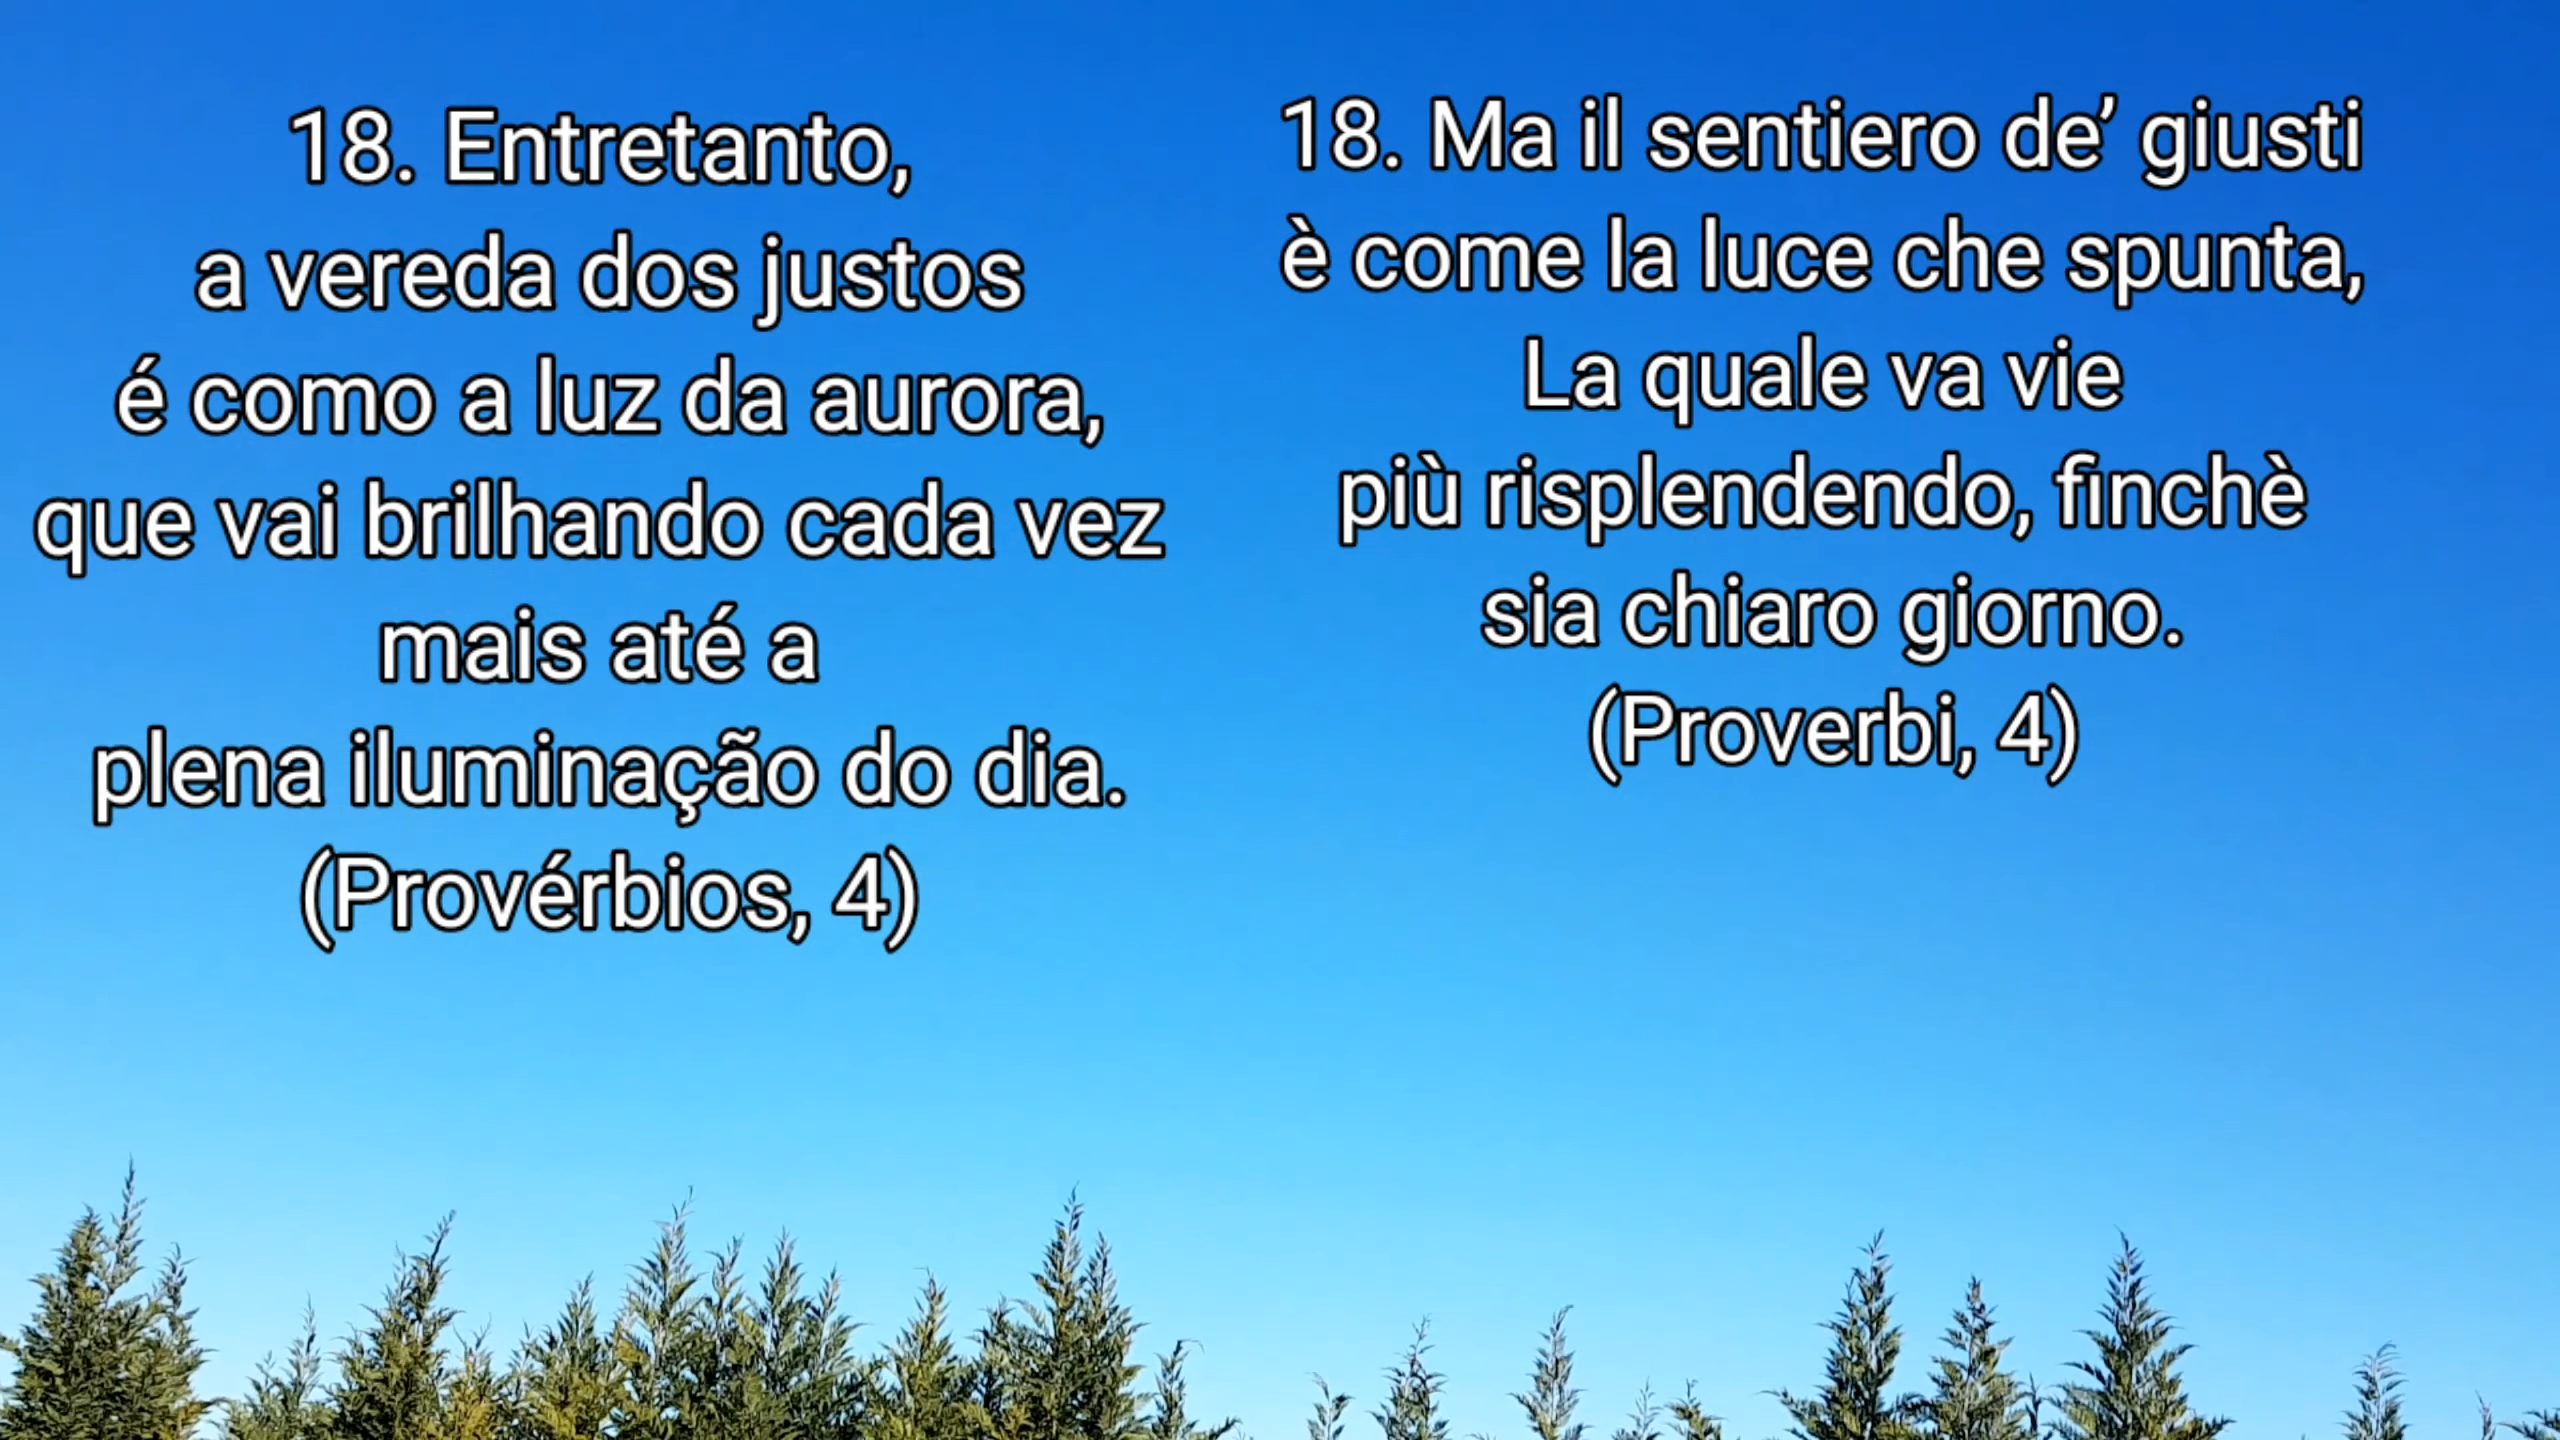 18. Entretanto,
a vereda dos justos
é como a luz da aurora,
que vai brilhando cada vez
mais até a
plena iluminação do dia.
(Provérbios, 4)
18. Ma il sentiero de’ giusti
è come la luce che spunta,
La quale va vie
più risplendendo, finchè
sia chiaro giorno.
(Proverbi, 4)